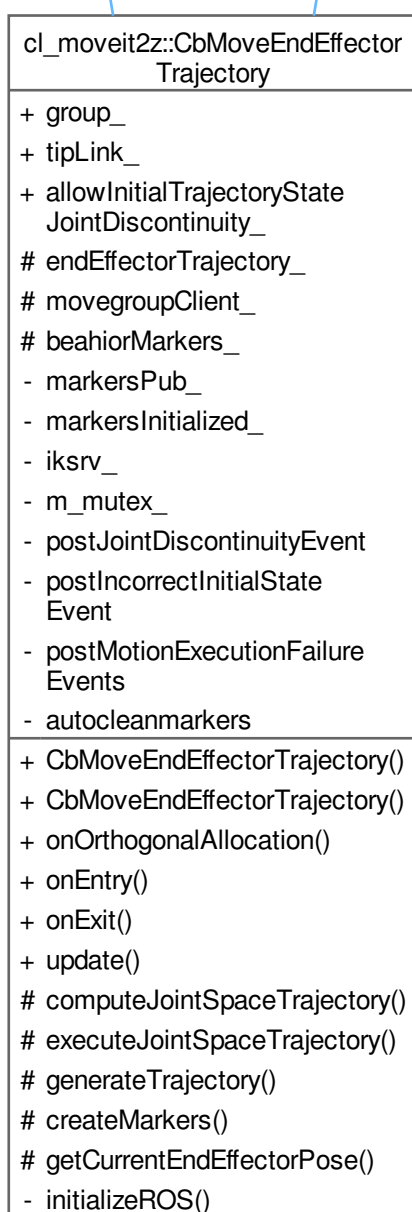 cl_moveit2z::CbMoveEndEffector
Trajectory
+ group_
+ tipLink_
+ allowInitialTrajectoryState
JointDiscontinuity_
# endEffectorTrajectory_
# movegroupClient_
# beahiorMarkers_
- markersPub_
- markersInitialized_
- iksrv_
- m_mutex_
- postJointDiscontinuityEvent
- postIncorrectInitialState
Event
- postMotionExecutionFailure
Events
- autocleanmarkers
+ CbMoveEndEffectorTrajectory()
+ CbMoveEndEffectorTrajectory()
+ onOrthogonalAllocation()
+ onEntry()
+ onExit()
+ update()
# computeJointSpaceTrajectory()
# executeJointSpaceTrajectory()
# generateTrajectory()
# createMarkers()
# getCurrentEndEffectorPose()
- initializeROS()